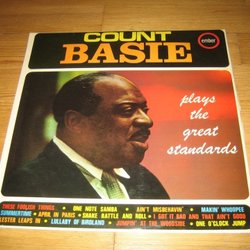 COUNT
BASIE
ember
plays
the
great
standards
THESE FOOLISH THINGS • ONE NOTE SAMBA • AIN'T MISBEHAVIN' • MAKIN' WHOOPEE
SUMMERTIME • APRIL IN PARIS • SHAKE RATTLE AND ROLL • I GOT IT BAD AND THAT AIN'T GOOD
LESTER LEAPS IN • LULLABY OF BIRDLAND • JUMPIN' AT THE WOODSIDE • ONE O'CLOCK JUMP